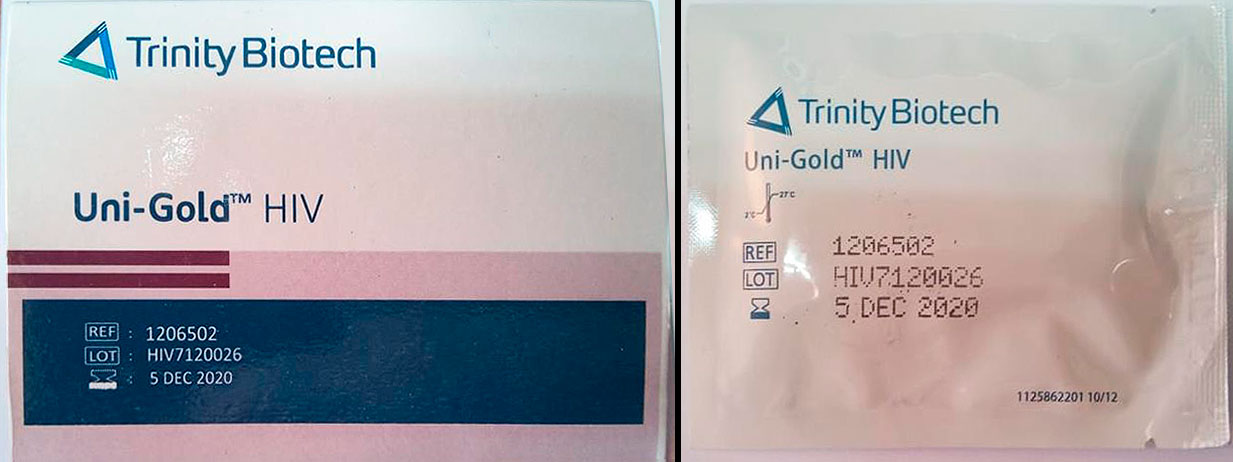 Trinity Biotech
Uni-Gold™ HIV
REF : 1206502
LOT : HIV7120026
: 5 DEC 2020
Trinity Biotech
Uni-Gold™ HIV
2°C 27°C
REF 1206502
LOT HIV7120026
5 DEC 2020
1125862201 10/12